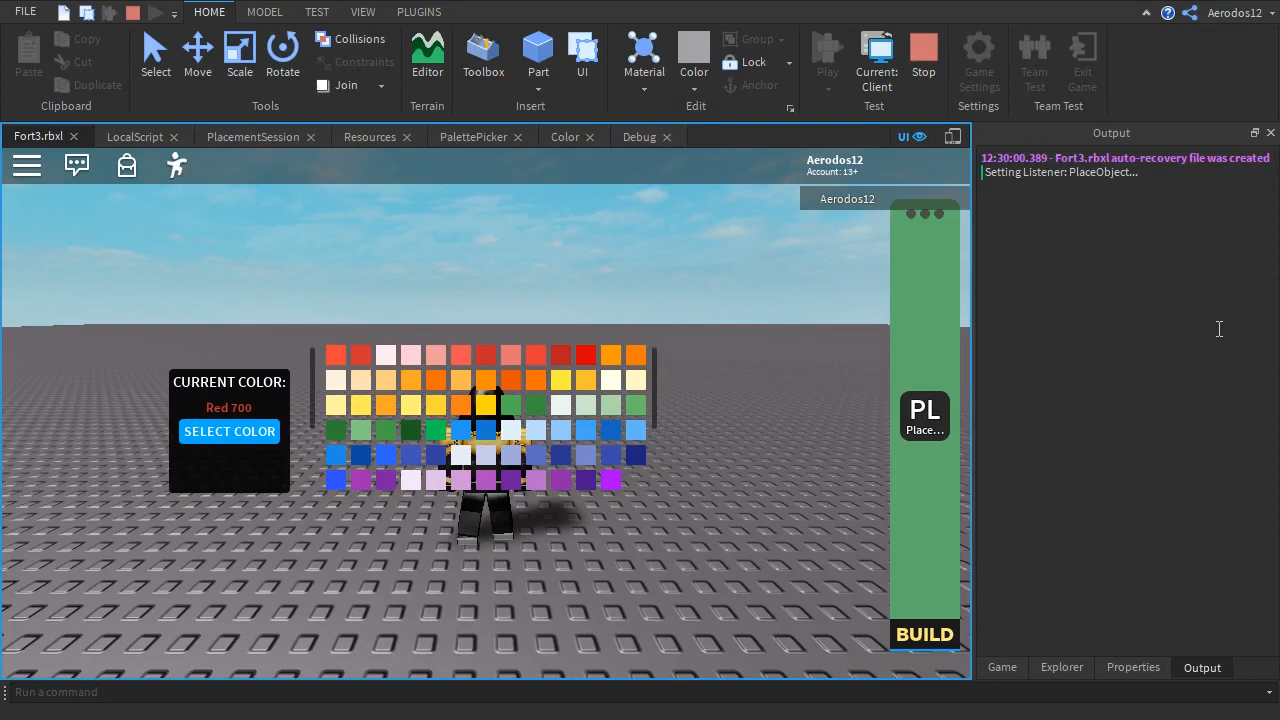 FILE
HOME
MODEL
TEST
VIEW
PLUGINS
Aerodos12
Paste
Copy
Cut
Duplicate
Clipboard
Select
Move
Scale
Rotate
Collisions
Constraints
Join
Tools
Editor
Terrain
Toolbox
Part
UI
Insert
Material
Color
Group
Lock
Anchor
Edit
Play
Current:
Client
Stop
Test
Game
Settings
Settings
Team
Test
Exit
Game
Team Test
Fort3.rbxl
LocalScript
PlacementSession
Resources
PalettePicker
Color
Debug
UI
Output
12:30:00.389 - Fort3.rbxl auto-recovery file was created
Setting Listener: PlaceObject...
Aerodos12
Account: 13+
Aerodos12
CURRENT COLOR:
Red 700
SELECT COLOR
PL
Place...
BUILD
Game
Explorer
Properties
Output
Run a command